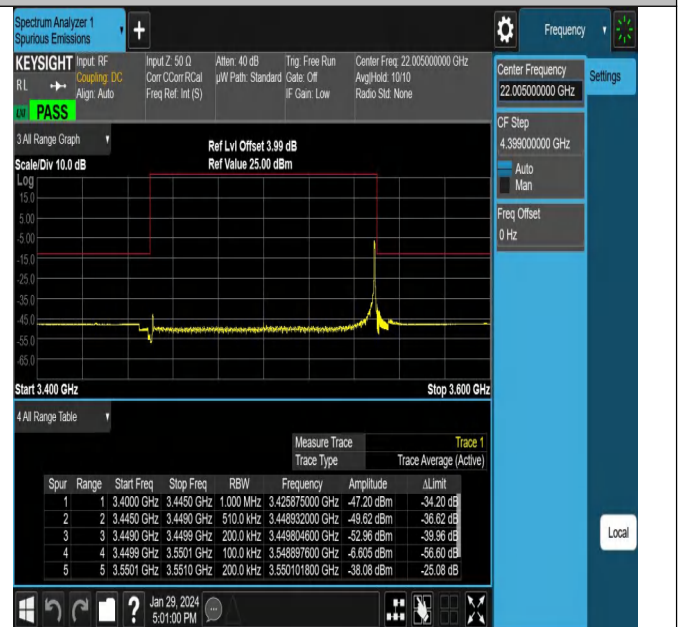 Spectrum Analyzer 1
Spurious Emissions
+
Frequency
KEYSIGHT
Input: RF
Coupling: DC
Align: Auto
Input Z: 50 Ω
Corr CCorr RCal
Freq Ref: Int (S)
Atten: 40 dB
µW Path: Standard
Trig: Free Run
Gate: Off
IF Gain: Low
Center Freq: 22.005000000 GHz
Avg|Hold: 10/10
Radio Std: None
R L
LXI
PASS
Center Frequency
22.005000000 GHz
Settings
CF Step
4.399000000 GHz
Auto
Man
Freq Offset
0 Hz
3 All Range Graph
Ref Lvl Offset 3.99 dB
Scale/Div 10.0 dB
Ref Value 25.00 dBm
Log
15.0
5.00
-5.00
-15.0
-25.0
-35.0
-45.0
-55.0
-65.0
Start 3.400 GHz
Stop 3.600 GHz
4 All Range Table
Measure Trace Trace 1
Trace Type Trace Average (Active)
Spur Range Start Freq Stop Freq RBW Frequency Amplitude ΔLimit
1 1 3.4000 GHz 3.4450 GHz 1.000 MHz 3.425875000 GHz -47.20 dBm -34.20 dB
2 2 3.4450 GHz 3.4490 GHz 510.0 kHz 3.448932000 GHz -49.62 dBm -36.62 dB
3 3 3.4490 GHz 3.4499 GHz 200.0 kHz 3.449804600 GHz -52.96 dBm -39.96 dB
4 4 3.4499 GHz 3.5501 GHz 100.0 kHz 3.548897600 GHz -6.605 dBm -56.60 dB
5 5 3.5501 GHz 3.5510 GHz 200.0 kHz 3.550101800 GHz -38.08 dBm -25.08 dB
Local
?
Jan 29, 2024
5:01:00 PM